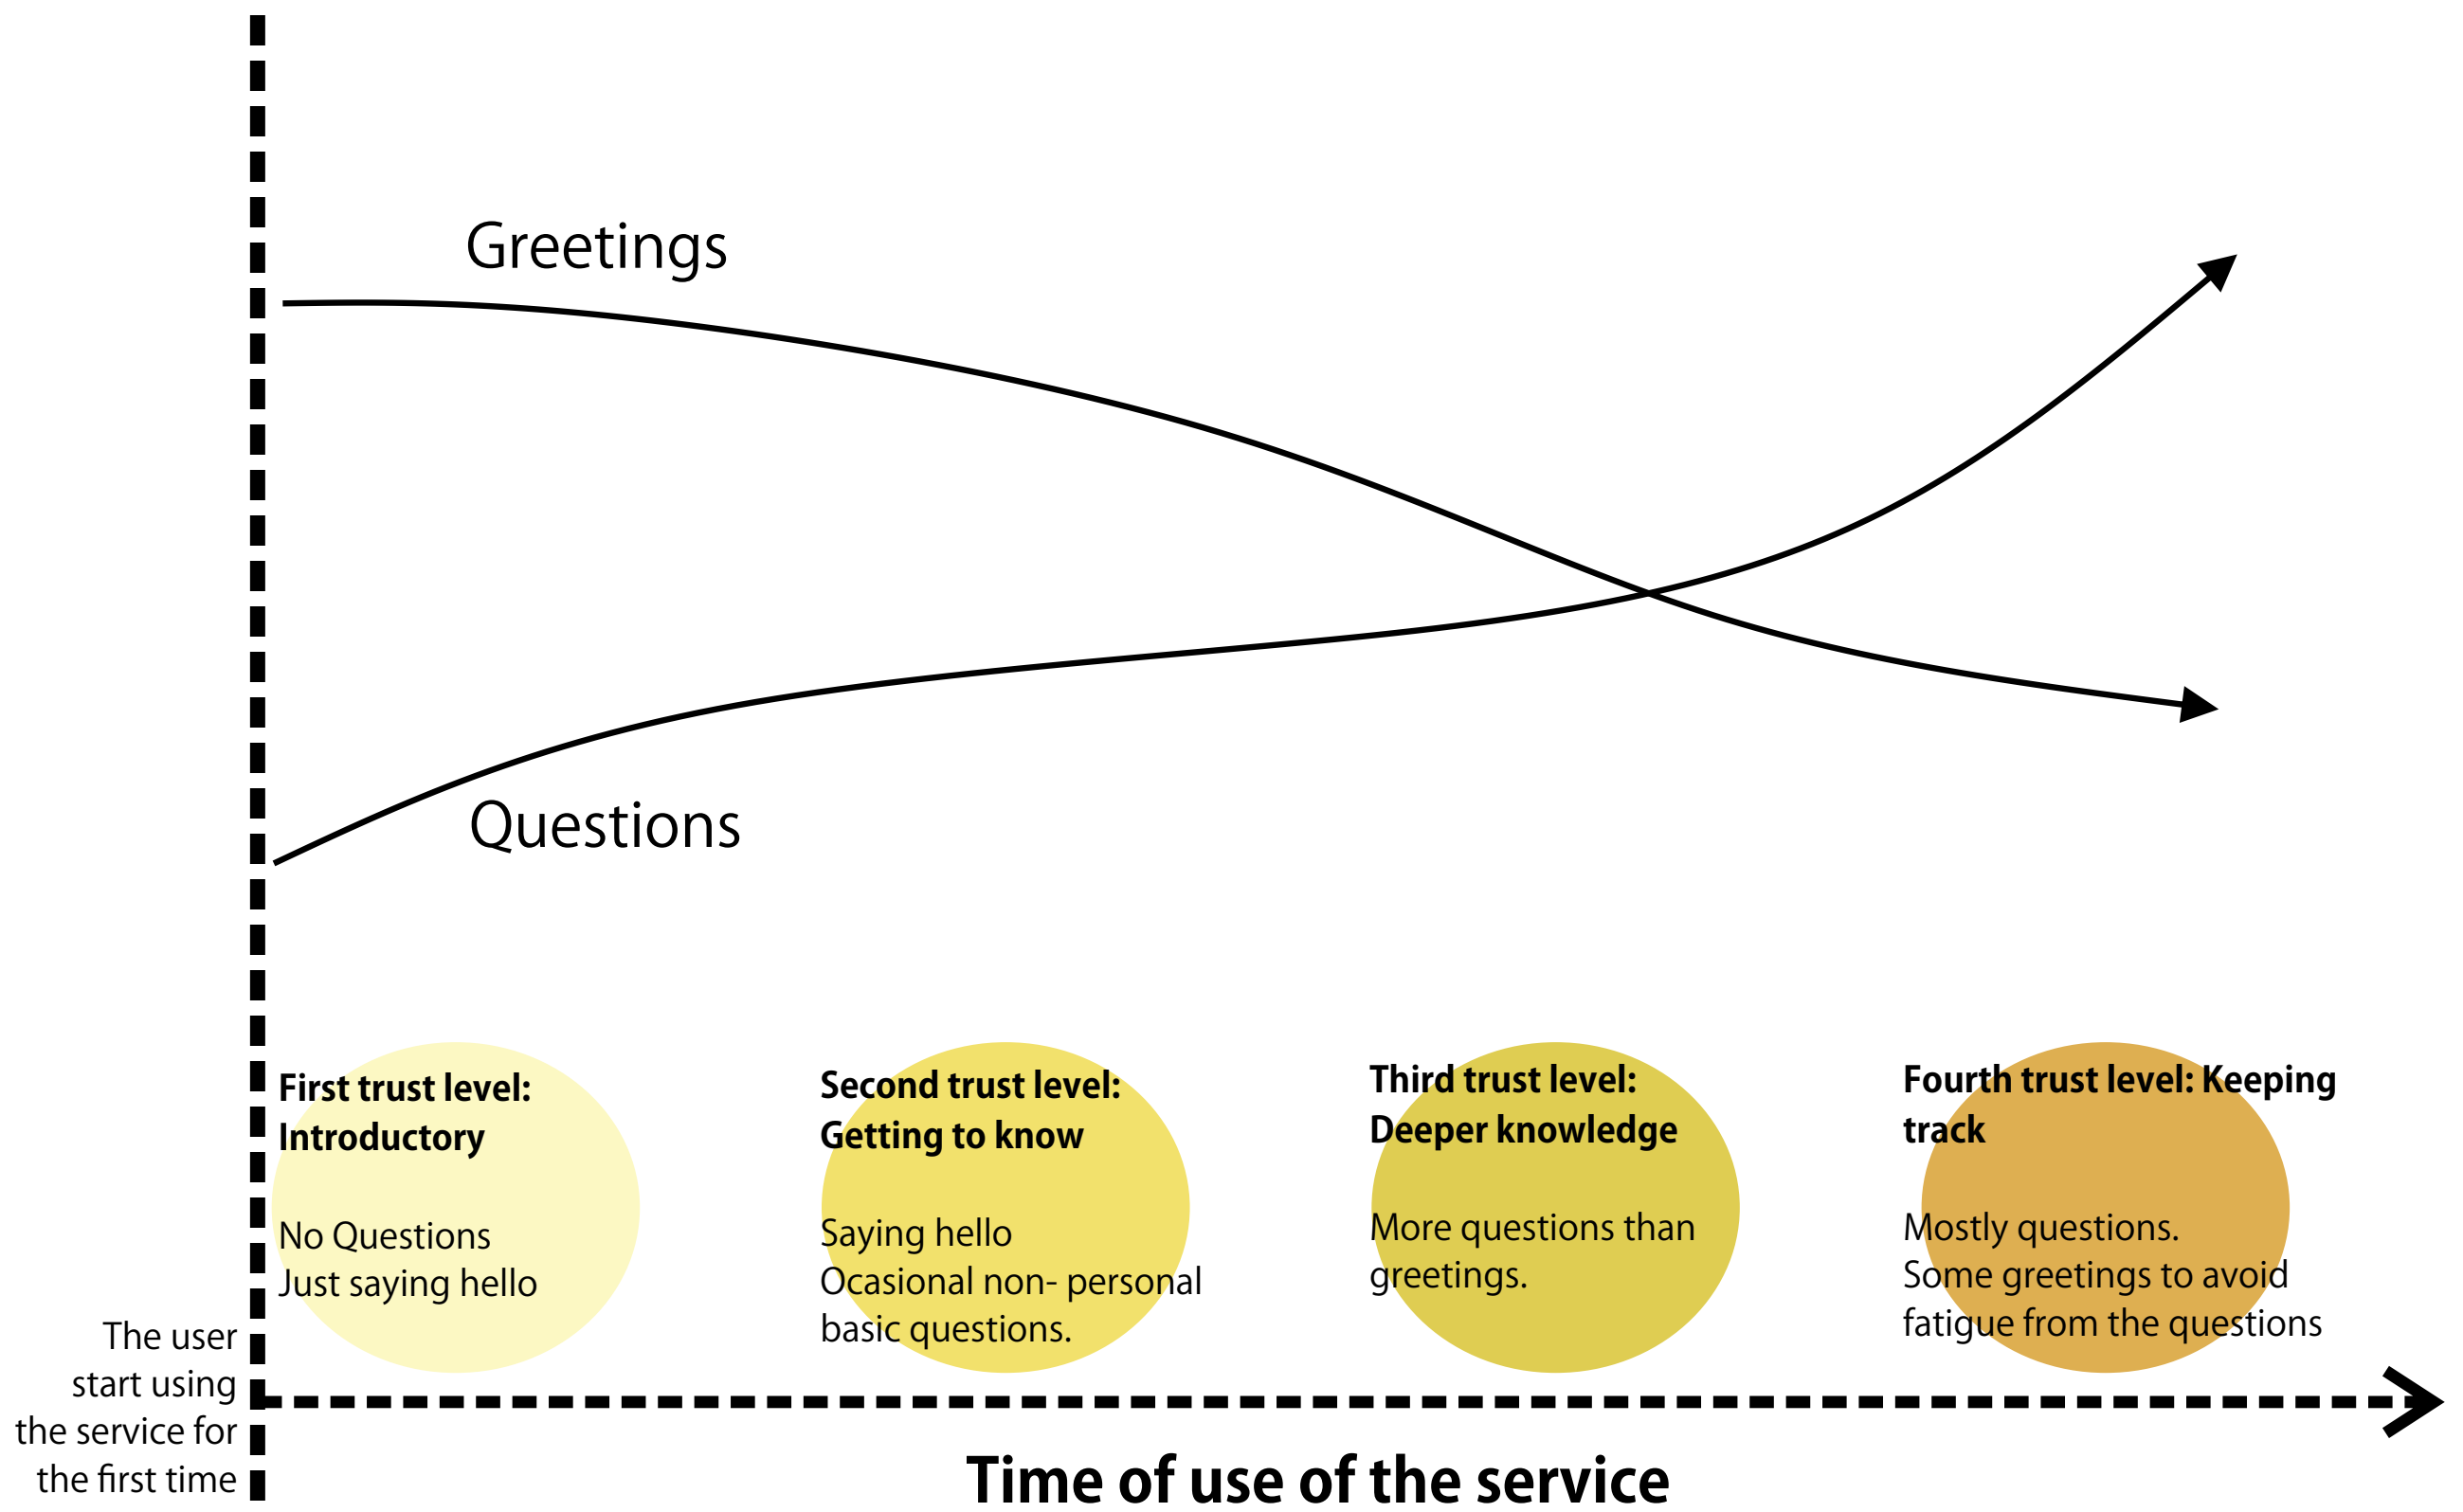 Greetings
Questions
First trust level:
Introductory
No Questions
Just saying hello
Second trust level:
Getting to know
Saying hello
Ocasional non- personal
basic questions.
Third trust level:
Deeper knowledge
More questions than
greetings.
Fourth trust level: Keeping
track
Mostly questions.
Some greetings to avoid
fatigue from the questions
The user
start using
the service for
the first time
Time of use of the service